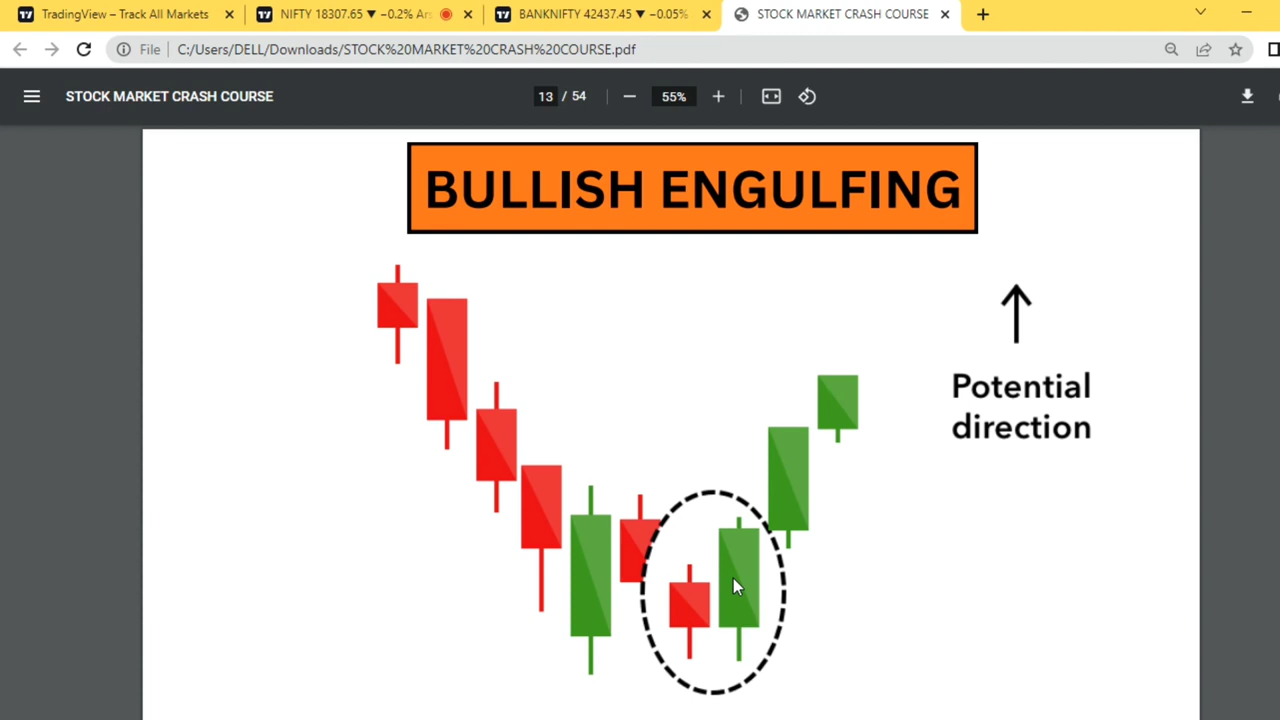 TradingView – Track All Markets
NIFTY 18307.65 ▼ −0.2% Ars
BANKNIFTY 42437.45 ▼ −0.05%
STOCK MARKET CRASH COURSE
File
C:/Users/DELL/Downloads/STOCK%20MARKET%20CRASH%20COURSE.pdf
STOCK MARKET CRASH COURSE
13 / 54
55%
BULLISH ENGULFING
Potential
direction